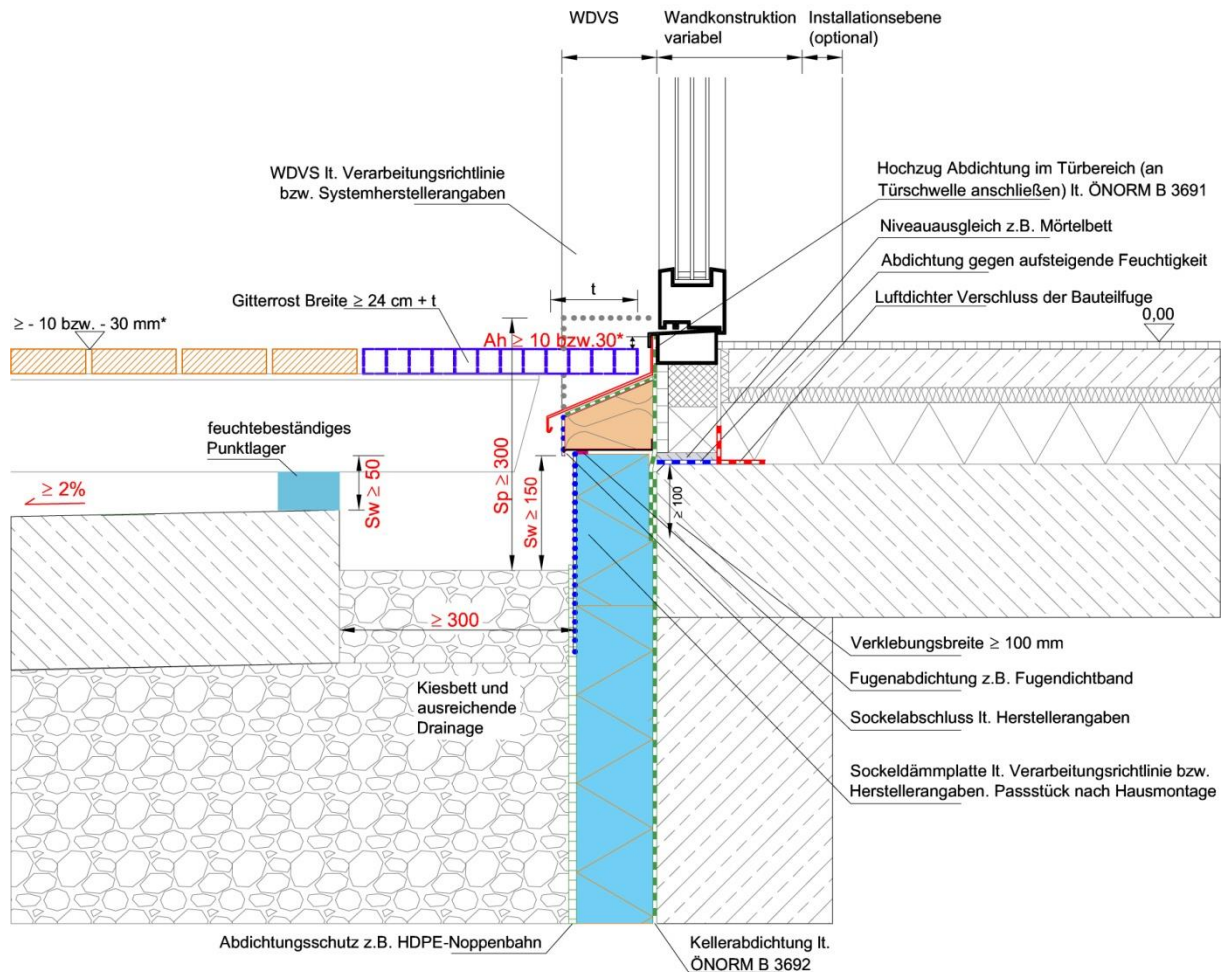 WDVS
Wandkonstruktion
variabel
Installationsebene
(optional)
WDVS lt. Verarbeitungsrichtlinie
bzw. Systemherstellerangaben
Hochzug Abdichtung im Türbereich (an
Türschwelle anschließen) lt. ÖNORM B 3691
Niveauausgleich z.B. Mörtelbett
Abdichtung gegen aufsteigende Feuchtigkeit
Luftdichter Verschluss der Bauteilfuge
t
Gitterrost Breite ≥ 24 cm + t
≥ - 10 bzw. - 30 mm*
0,00
Ah ≥ 10 bzw.30*
feuchtebeständiges
Punktlager
≥ 2%
Sw ≥ 50
Sp ≥ 300
Sw ≥ 150
≥ 100
≥ 300
Kiesbett und
ausreichende
Drainage
Verklebungsbreite ≥ 100 mm
Fugenabdichtung z.B. Fugendichtband
Sockelabschluss lt. Herstellerangaben
Sockeldämmplatte lt. Verarbeitungsrichtlinie bzw.
Herstellerangaben. Passstück nach Hausmontage
Abdichtungsschutz z.B. HDPE-Noppenbahn
Kellerabdichtung lt.
ÖNORM B 3692